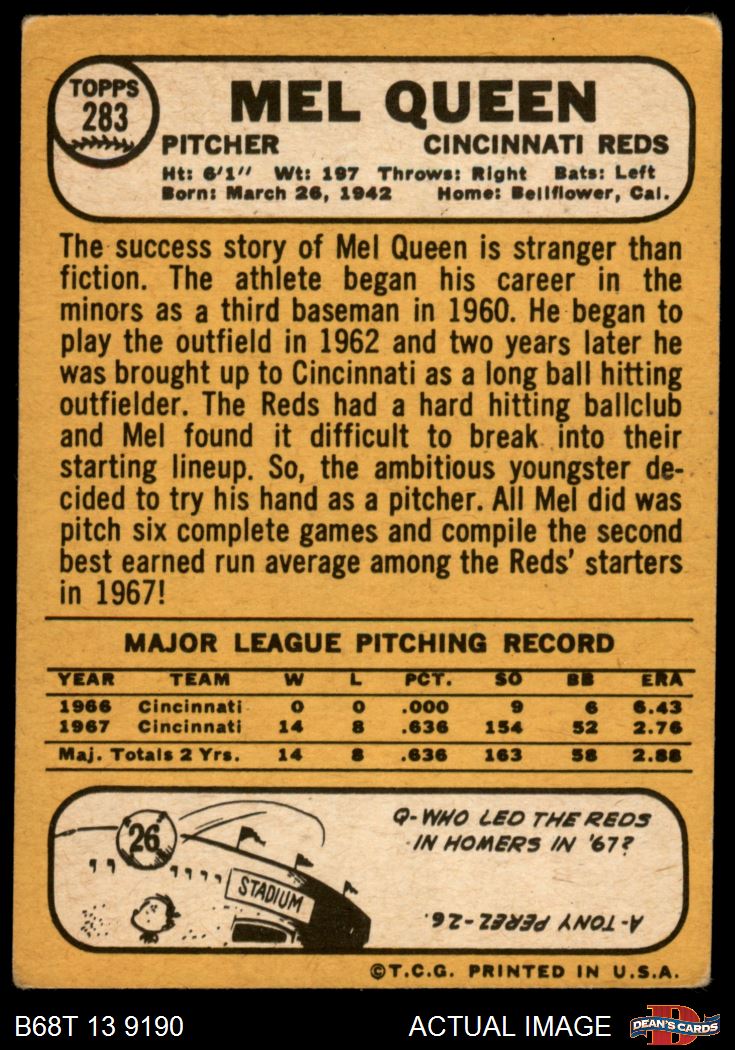 TOPPS
283
MEL QUEEN
PITCHER CINCINNATI REDS
Ht: 6'1" Wt: 197 Throws: Right Bats: Left
Born: March 26, 1942 Home: Bellflower, Cal.
The success story of Mel Queen is stranger than
fiction. The athlete began his career in the
minors as a third baseman in 1960. He began to
play the outfield in 1962 and two years later he
was brought up to Cincinnati as a long ball hitting
outfielder. The Reds had a hard hitting ballclub
and Mel found it difficult to break into their
starting lineup. So, the ambitious youngster de-
cided to try his hand as a pitcher. All Mel did was
pitch six complete games and compile the second
best earned run average among the Reds' starters
in 1967!
MAJOR LEAGUE PITCHING RECORD
YEAR TEAM W L PCT. SO BB ERA
1966 Cincinnati 0 0 .000 9 6 6.43
1967 Cincinnati 14 8 .636 154 52 2.76
Maj. Totals 2 Yrs. 14 8 .636 163 58 2.88
26
STADIUM
Q-WHO LED THE REDS
IN HOMERS IN '67?
A-TONY PEREZ-26.
©T.C.G. PRINTED IN U.S.A.
B68T 13 9190 ACTUAL IMAGE
DEAN'S CARDS